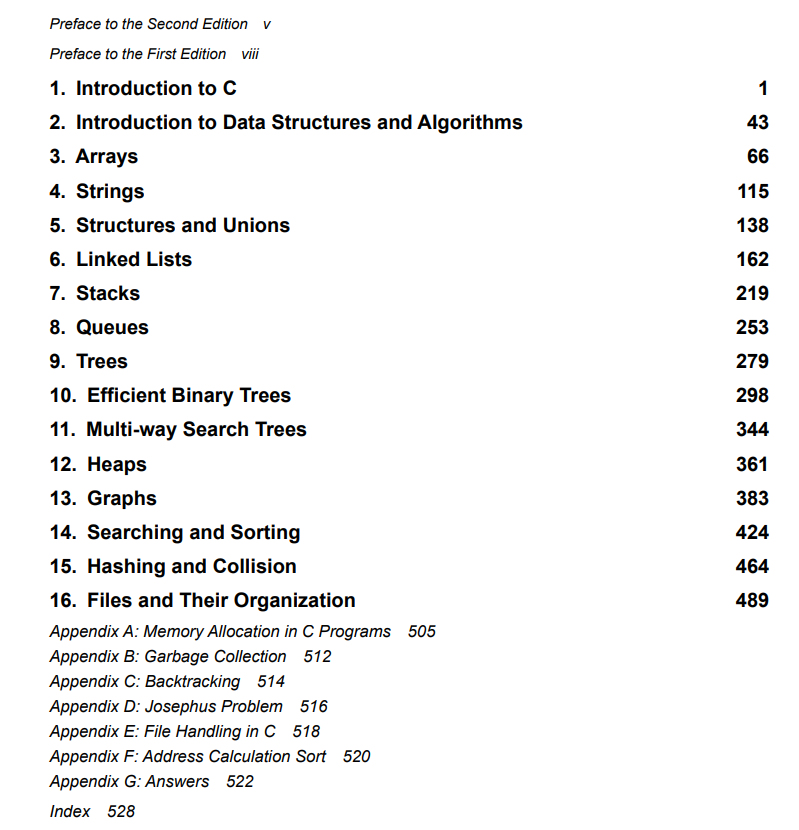 Preface to the Second Edition v
Preface to the First Edition viii
1. Introduction to C 1
2. Introduction to Data Structures and Algorithms 43
3. Arrays 66
4. Strings 115
5. Structures and Unions 138
6. Linked Lists 162
7. Stacks 219
8. Queues 253
9. Trees 279
10. Efficient Binary Trees 298
11. Multi-way Search Trees 344
12. Heaps 361
13. Graphs 383
14. Searching and Sorting 424
15. Hashing and Collision 464
16. Files and Their Organization 489
Appendix A: Memory Allocation in C Programs 505
Appendix B: Garbage Collection 512
Appendix C: Backtracking 514
Appendix D: Josephus Problem 516
Appendix E: File Handling in C 518
Appendix F: Address Calculation Sort 520
Appendix G: Answers 522
Index 528